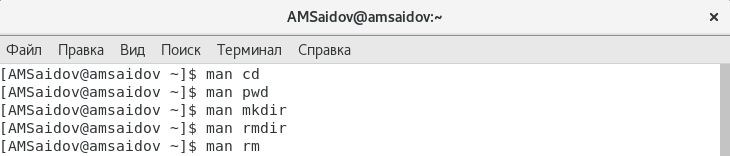 AMSaidov@amsaidov:~ ×
Файл Правка Вид Поиск Терминал Справка
[AMSaidov@amsaidov ~]$ man cd
[AMSaidov@amsaidov ~]$ man pwd
[AMSaidov@amsaidov ~]$ man mkdir
[AMSaidov@amsaidov ~]$ man rmdir
[AMSaidov@amsaidov ~]$ man rm